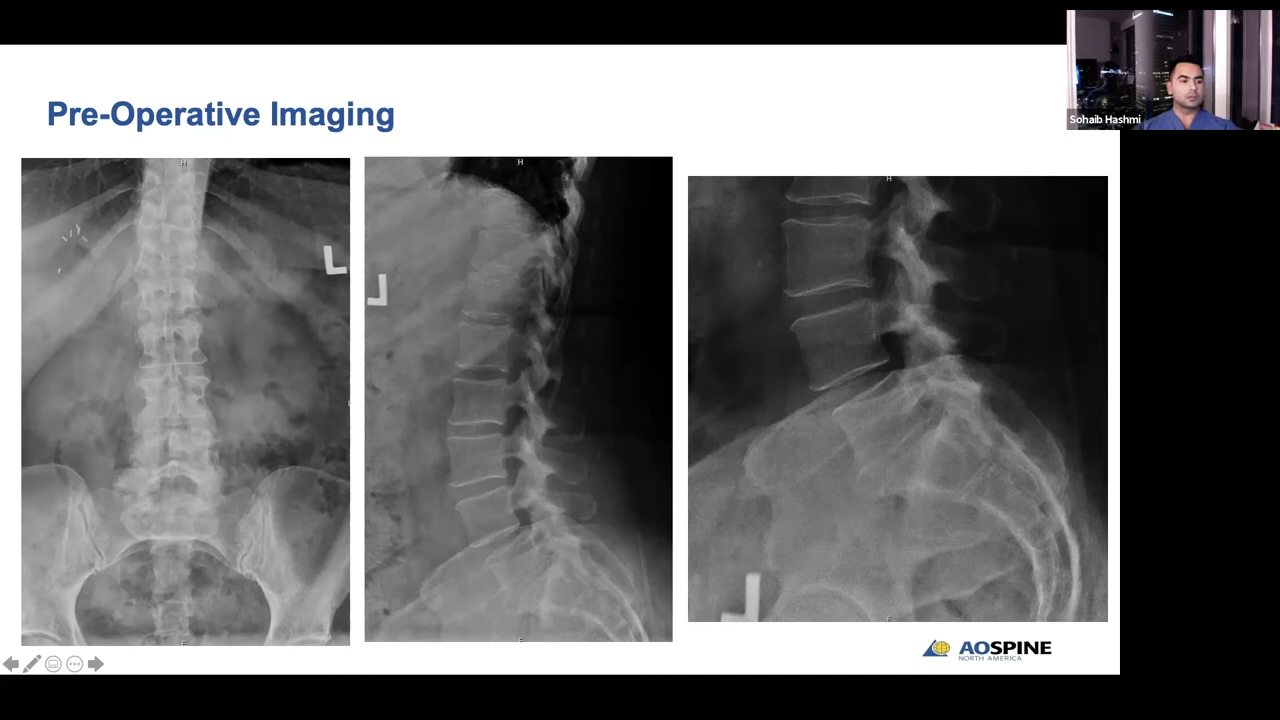 Sohaib Hashmi
Pre-Operative Imaging
H
H
H
L
L
L
F
F
F
AOSPINE
NORTH AMERICA